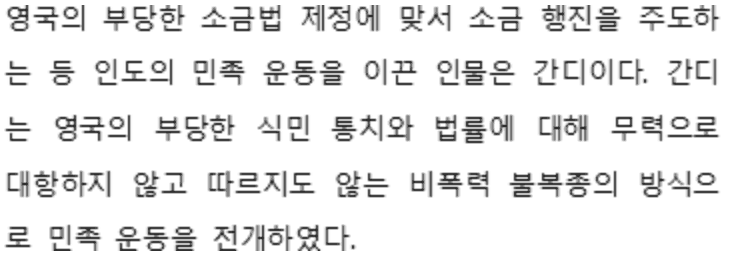 영국의 부당한 소금법 제정에 맞서 소금 행진을 주도하
는 등 인도의 민족 운동을 이끈 인물은 간디이다. 간디
는 영국의 부당한 식민 통치와 법률에 대해 무력으로
대항하지 않고 따르지도 않는 비폭력 불복종의 방식으
로 민족 운동을 전개하였다.